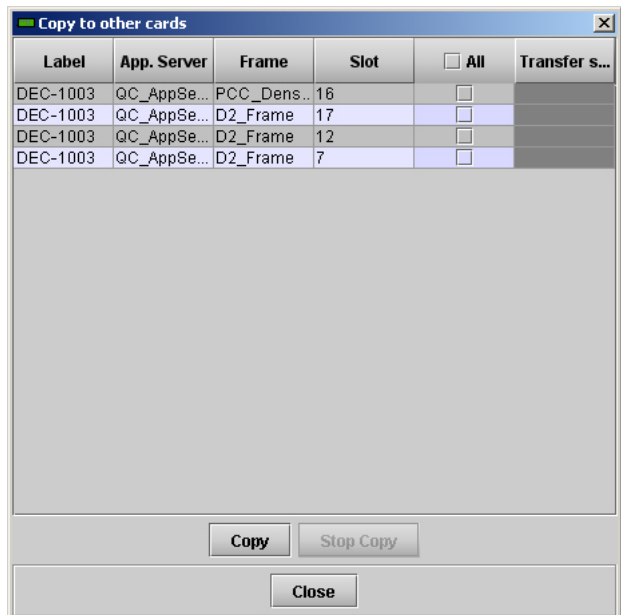 Copy to other cards
Label App. Server Frame Slot All Transfer s...
DEC-1003 QC_AppSe... PCC_Dens.. 16
DEC-1003 QC_AppSe... D2_Frame 17
DEC-1003 QC_AppSe... D2_Frame 12
DEC-1003 QC_AppSe... D2_Frame 7
Copy Stop Copy
Close